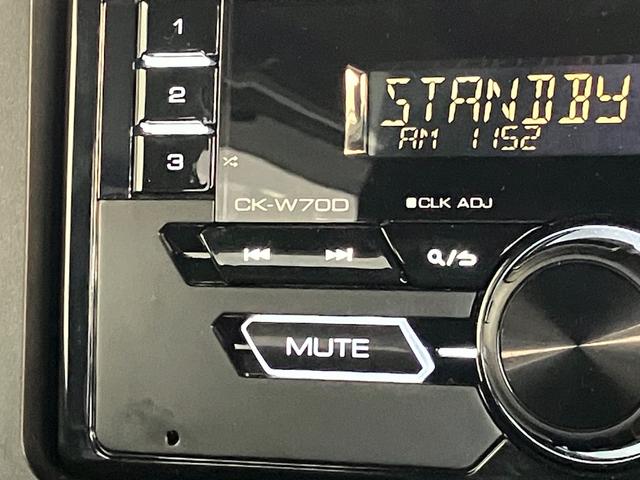 1
2
3
STANDBY
AM 1152
CK-W70D
CLK ADJ
MUTE